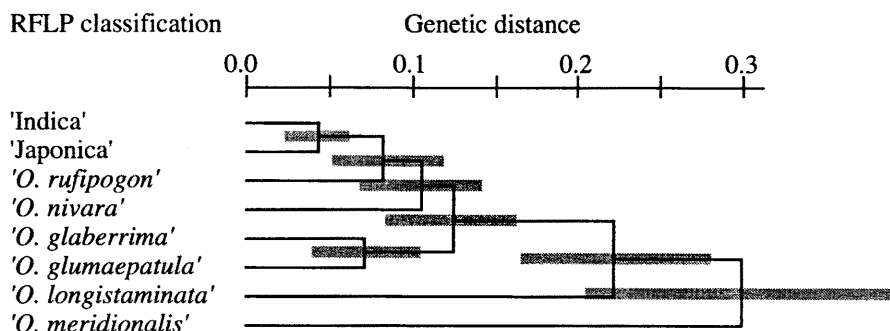 RFLP classification Genetic distance
0.0 0.1 0.2 0.3
'Indica'
'Japonica'
'O. rufipogon'
'O. nivara'
'O. glaberrima'
'O. glumaepatula'
'O. longistaminata'
'O. meridionalis'